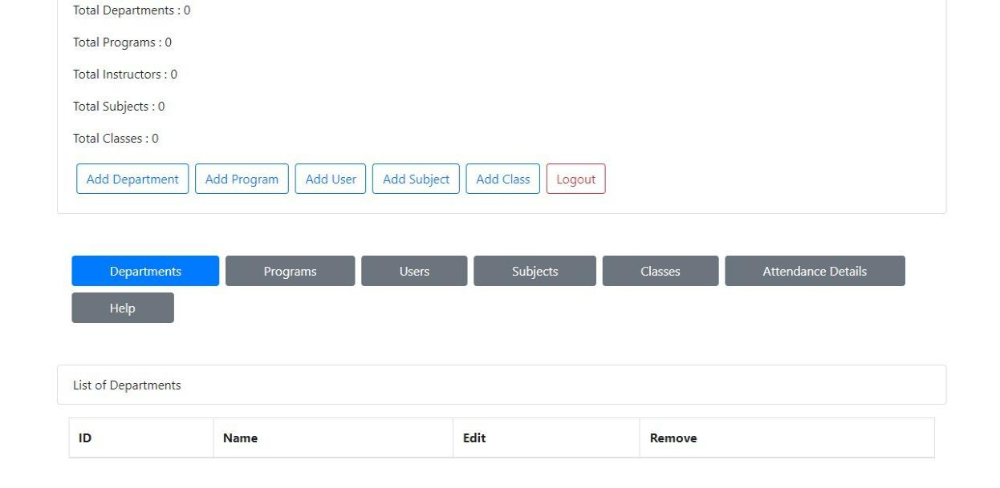 Total Departments : 0
Total Programs : 0
Total Instructors : 0
Total Subjects : 0
Total Classes : 0
Add Department Add Program Add User Add Subject Add Class Logout
Departments Programs Users Subjects Classes Attendance Details
Help
List of Departments
ID Name Edit Remove